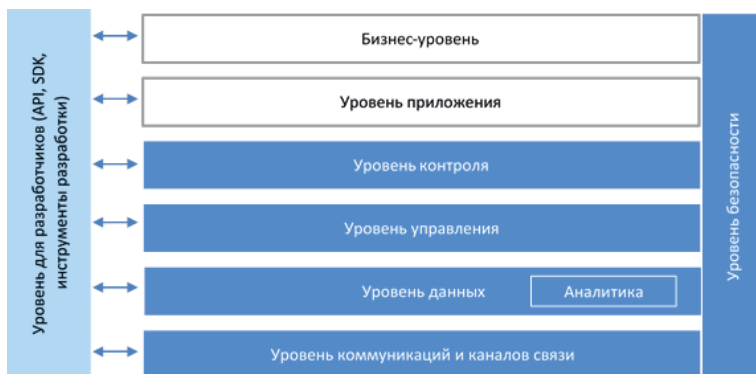 Уровень для разработчиков (API, SDK,
инструменты разработки)
Бизнес-уровень
Уровень приложения
Уровень контроля
Уровень управления
Уровень данных
Аналитика
Уровень коммуникаций и каналов связи
Уровень безопасности